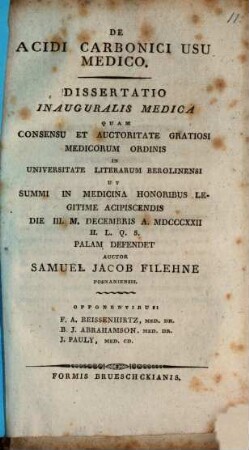 DE
ACIDI CARBONICI USU
MEDICO.
DISSERTATIO
INAUGURALIS MEDICA
QUAM
CONSENSU ET AUCTORITATE GRATIOSI
MEDICORUM ORDINIS
IN
UNIVERSITATE LITERARUM BEROLINENSI
UT
SUMMI IN MEDICINA HONORIBUS LE-
GITIME ACIPISCENDIS
DIE III. M. DECEMBRIS A. MDCCCXXII
H. L. Q. S.
PALAM DEFENDET
AUCTOR
SAMUEL JACOB FILEHNE
POSNANIENSIS.
OPPONENTIBUS:
F. A. BEISSENHIRTZ, MED. DR.
B. J. ABRAHAMSON. MED. DR.
J. PAULY, MED. CD.
FORMIS BRUESCHCKIANIS.